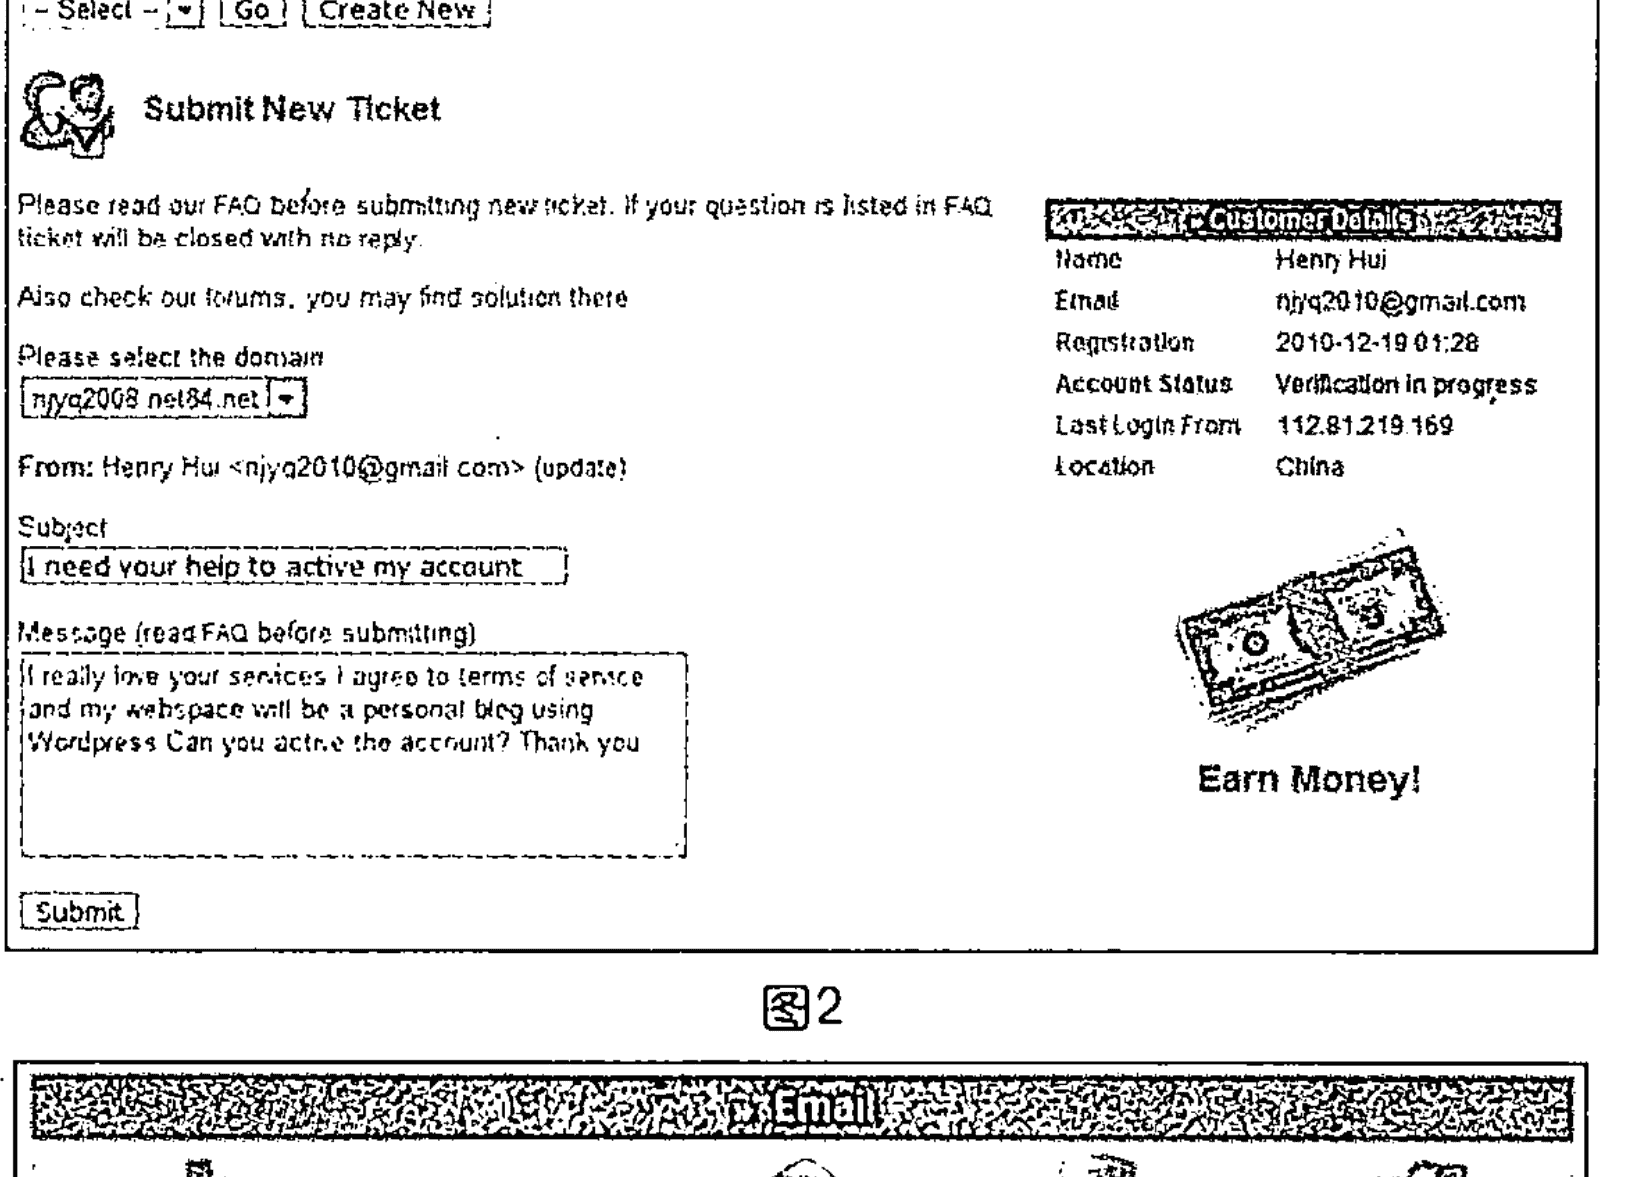 -- Select -- Go Create New
Submit New Ticket
Please read our FAQ before submitting new ticket. If your question is listed in FAQ
ticket will be closed with no reply.
Also check our forums, you may find solution there
Please select the domain
njyq2008.net84.net
From: Henry Hui <njyq2010@gmail.com> (update)
Subject
I need your help to active my account
Message (read FAQ before submitting)
I really love your services I agree to terms of service
and my webspace will be a personal blog using
Wordpress Can you active the account? Thank you
Submit
» Customer Details
Name Henry Hui
Email njyq2010@gmail.com
Registration 2010-12-19 01:28
Account Status Verification in progress
Last Login From 112.81.219.169
Location China
Earn Money!
图2
» Email